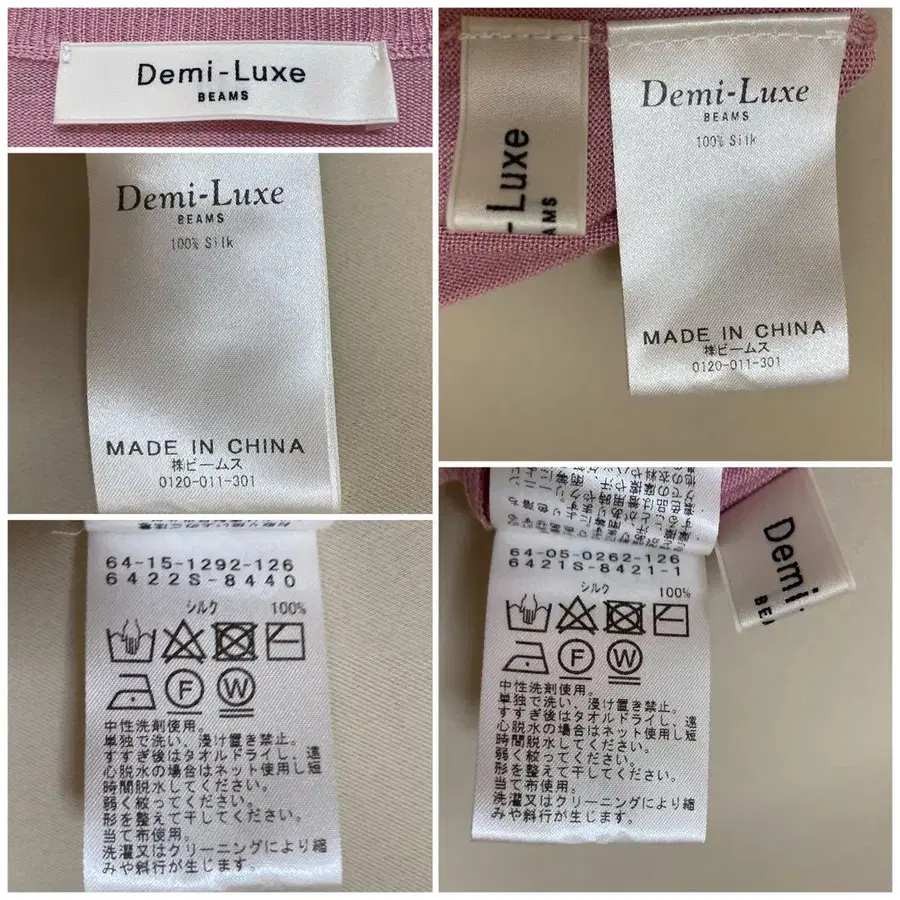 Demi-Luxe
BEAMS
Demi-Luxe
BEAMS
100% Silk
MADE IN CHINA
㈱ビームス
0120-011-301
64-15-1292-126
6422S-8440
シルク 100%
F W
中性洗剤使用。
単独で洗い、浸け置き禁止。
すすぎ後はタオルドライし、遠
心脱水の場合はネット使用し短
時間脱水してください。
弱く絞ってください。
形を整えて干してください。
当て布使用。
洗濯又はクリーニングにより縮
みや斜行が生じます。
- Luxe
AMS
Demi-Luxe
BEAMS
100% Silk
MADE IN CHINA
㈱ビームス
0120-011-301
64-05-0262-126
6421S-8421-1
シルク 100%
F W
中性洗剤使用。
単独で洗い、浸け置き禁止。
すすぎ後はタオルドライし、遠
心脱水の場合はネット使用し短
時間脱水してください。
弱く絞ってください。
形を整えて干してください。
当て布使用。
洗濯又はクリーニングにより縮
みや斜行が生じます。
Demi